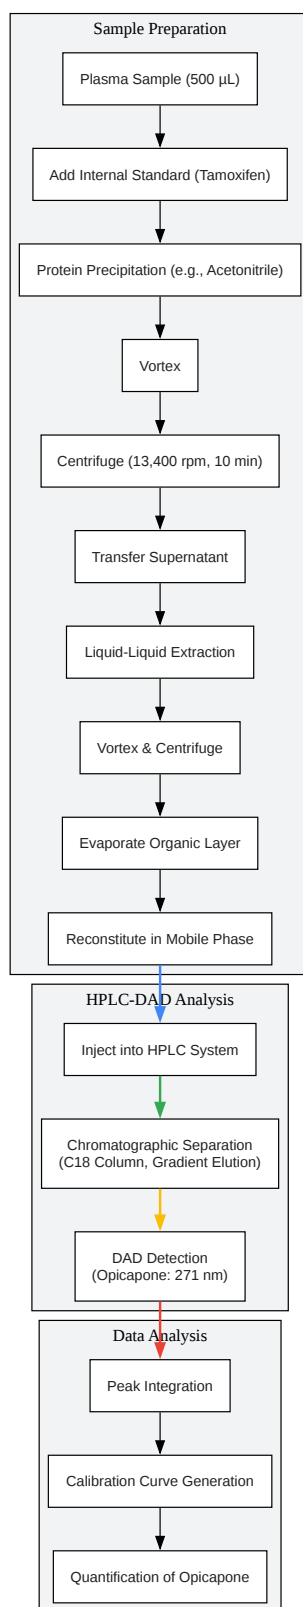 Sample Preparation
Plasma Sample (500 µL)
Add Internal Standard (Tamoxifen)
Protein Precipitation (e.g., Acetonitrile)
Vortex
Centrifuge (13,400 rpm, 10 min)
Transfer Supernatant
Liquid-Liquid Extraction
Vortex & Centrifuge
Evaporate Organic Layer
Reconstitute in Mobile Phase
HPLC-DAD Analysis
Inject into HPLC System
Chromatographic Separation
(C18 Column, Gradient Elution)
DAD Detection
(Opicapone: 271 nm)
Data Analysis
Peak Integration
Calibration Curve Generation
Quantification of Opicapone